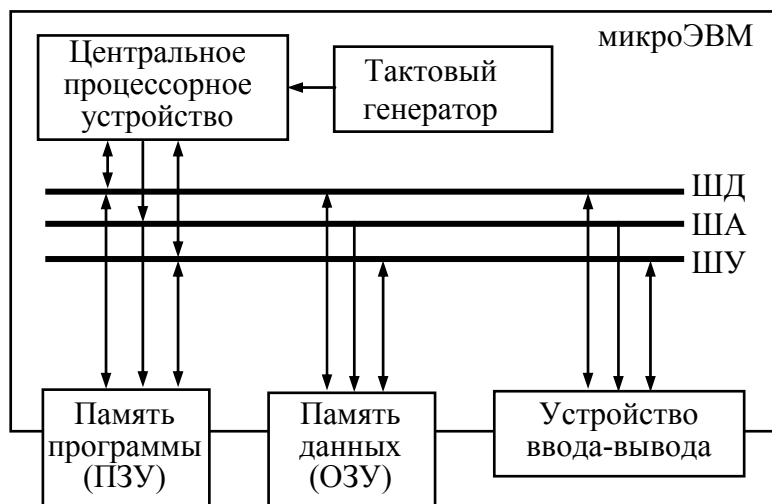 микроЭВМ
Центральное
процессорное
устройство
Тактовый
генератор
ШД
ША
ШУ
Память
программы
(ПЗУ)
Память
данных
(ОЗУ)
Устройство
ввода-вывода